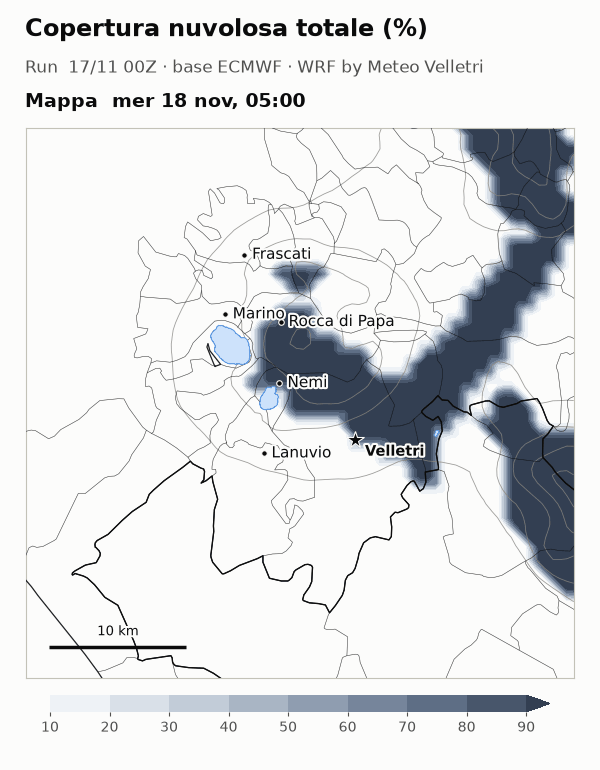 Copertura nuvolosa totale (%)
Run  17/11 00Z · base ECMWF · WRF by Meteo Velletri
Mappa  mer 18 nov, 05:00
Frascati
Marino
Rocca di Papa
Nemi
Velletri
Lanuvio
10 km
10 20 30 40 50 60 70 80 90